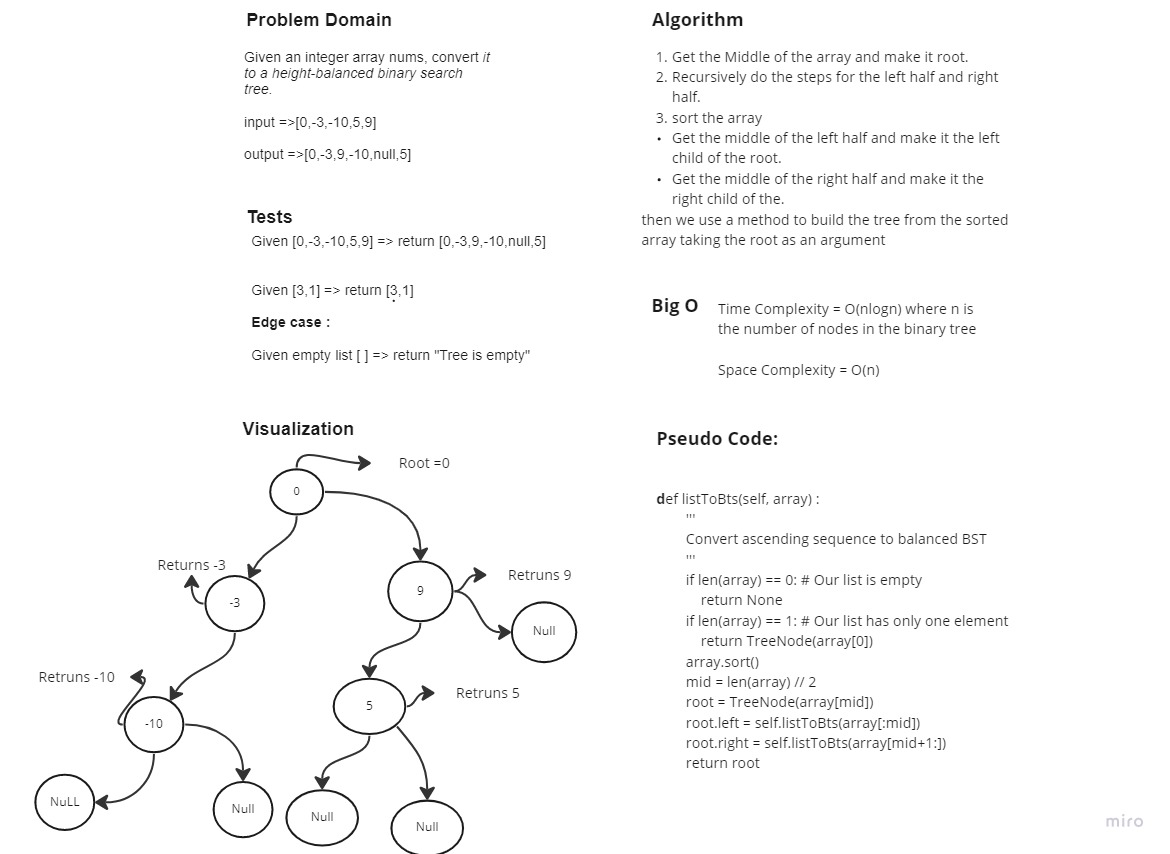 Problem Domain
Given an integer array nums, convert it
to a height-balanced binary search
tree.
input =>[0,-3,-10,5,9]
output =>[0,-3,9,-10,null,5]
Tests
Given [0,-3,-10,5,9] => return [0,-3,9,-10,null,5]
Given [3,1] => return [3,1]
Edge case :
Given empty list [ ] => return "Tree is empty"
Visualization
Root =0
0
Returns -3
-3
9
Retruns 9
Null
Retruns -10
-10
5
Retruns 5
NuLL
Null
Null
Null
Algorithm
1. Get the Middle of the array and make it root.
2. Recursively do the steps for the left half and right
half.
3. sort the array
• Get the middle of the left half and make it the left
child of the root.
• Get the middle of the right half and make it the
right child of the.
then we use a method to build the tree from the sorted
array taking the root as an argument
Big O
Time Complexity = O(nlogn) where n is
the number of nodes in the binary tree
Space Complexity = O(n)
Pseudo Code:
def listToBts(self, array) :
'''
Convert ascending sequence to balanced BST
'''
if len(array) == 0: # Our list is empty
return None
if len(array) == 1: # Our list has only one element
return TreeNode(array[0])
array.sort()
mid = len(array) // 2
root = TreeNode(array[mid])
root.left = self.listToBts(array[:mid])
root.right = self.listToBts(array[mid+1:])
return root
miro